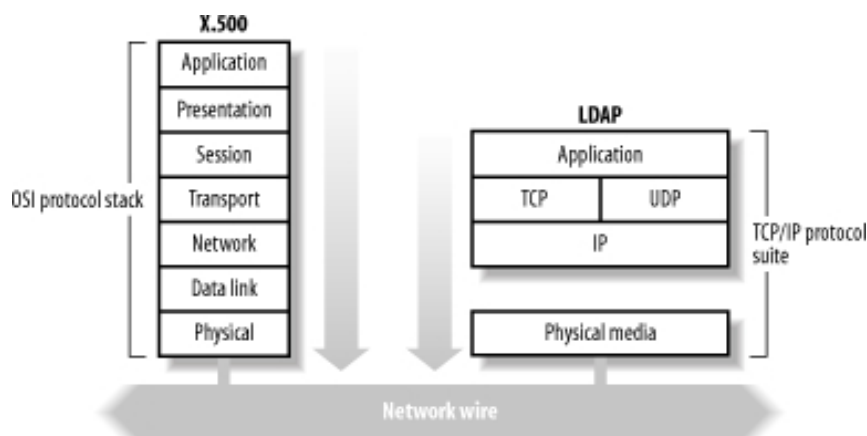 X.500
Application
Presentation
Session
Transport
Network
Data link
Physical
OSI protocol stack
LDAP
Application
TCP
UDP
IP
Physical media
TCP/IP protocol
suite
Network wire